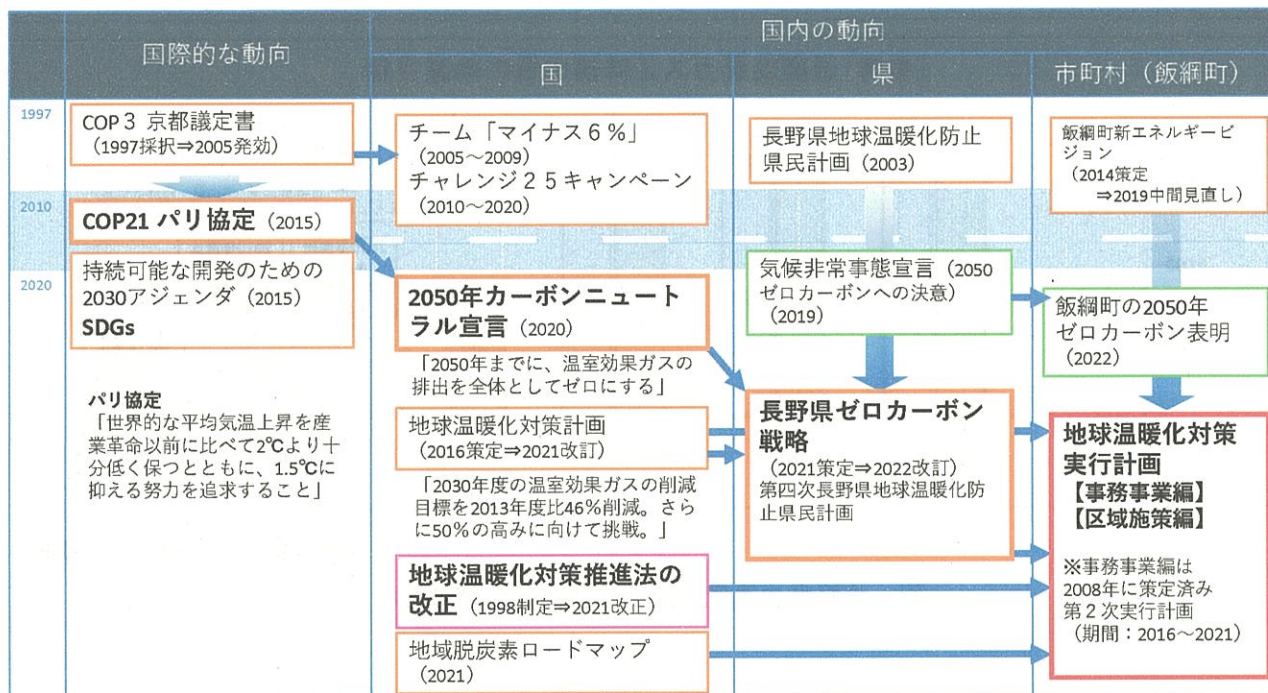 国際的な動向
国内の動向
国
県
市町村（飯綱町）
1997
2010
2020
COP３ 京都議定書
（1997採択⇒2005発効）
COP21 パリ協定（2015）
持続可能な開発のための
2030アジェンダ（2015）
SDGs
パリ協定
「世界的な平均気温上昇を産
業革命以前に比べて2℃より十
分低く保つとともに、1.5℃に
抑える努力を追求すること」
チーム「マイナス６％」
（2005～2009）
チャレンジ２５キャンペーン
（2010～2020）
2050年カーボンニュート
ラル宣言（2020）
「2050年までに、温室効果ガスの
排出を全体としてゼロにする」
地球温暖化対策計画
（2016策定⇒2021改訂）
「2030年度の温室効果ガスの削減
目標を2013年度比46％削減。さら
に50％の高みに向けて挑戦。」
地球温暖化対策推進法の
改正（1998制定⇒2021改正）
地域脱炭素ロードマップ
（2021）
長野県地球温暖化防止
県民計画（2003）
気候非常事態宣言（2050
ゼロカーボンへの決意）
（2019）
長野県ゼロカーボン
戦略
（2021策定⇒2022改訂）
第四次長野県地球温暖化防
止県民計画
飯綱町新エネルギービ
ジョン
（2014策定
⇒2019中間見直し）
飯綱町の2050年
ゼロカーボン表明
（2022）
地球温暖化対策
実行計画
【事務事業編】
【区域施策編】
※事務事業編は
2008年に策定済み
第２次実行計画
（期間：2016～2021）